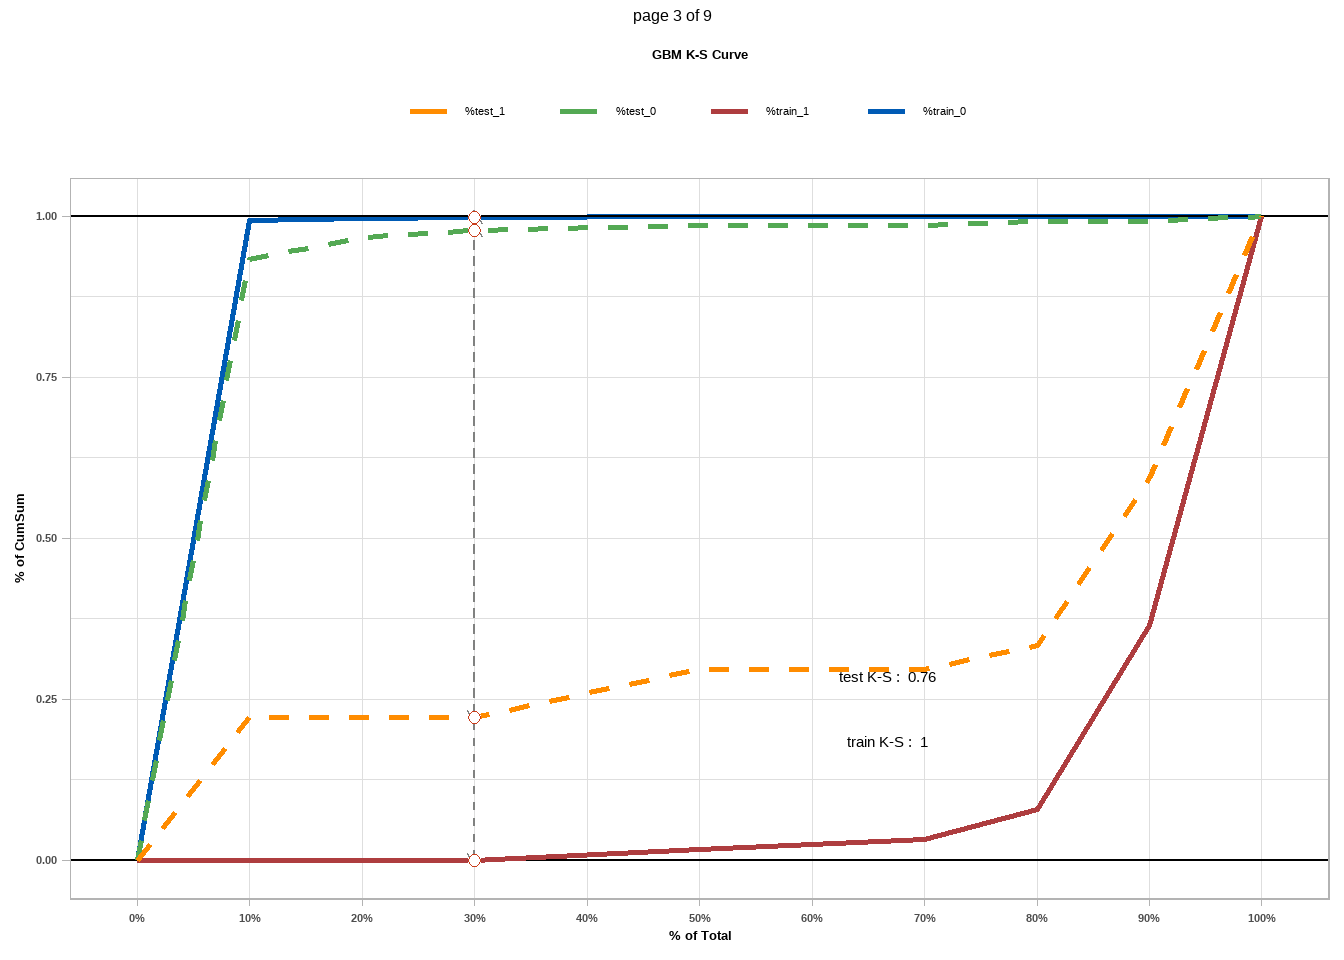 page 3 of 9
GBM K-S Curve
%test_1 %test_0 %train_1 %train_0
1.00
0.75
0.50
0.25
0.00
% of CumSum
test K-S : 0.76
train K-S : 1
0% 10% 20% 30% 40% 50% 60% 70% 80% 90% 100%
% of Total